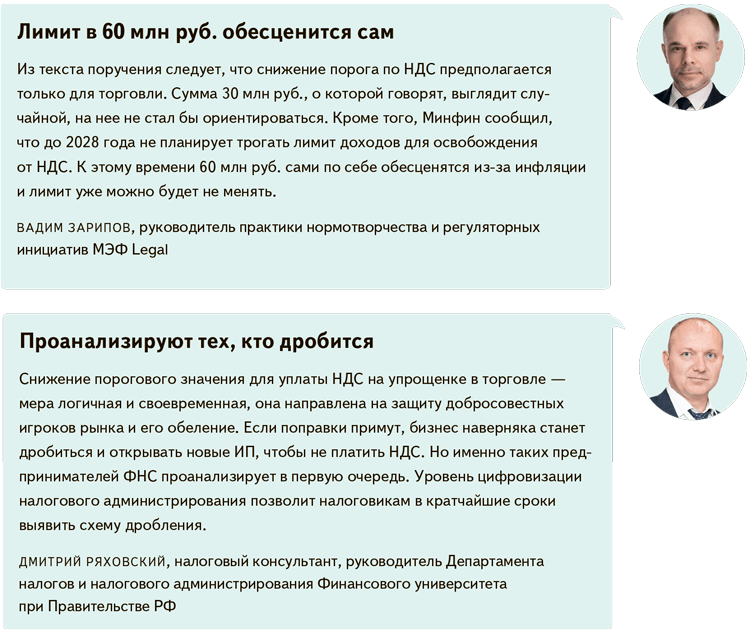 Лимит в 60 млн руб. обесценится сам
Из текста поручения следует, что снижение порога по НДС предполагается
только для торговли. Сумма 30 млн руб., о которой говорят, выглядит слу-
чайной, на нее не стал бы ориентироваться. Кроме того, Минфин сообщил,
что до 2028 года не планирует трогать лимит доходов для освобождения
от НДС. К этому времени 60 млн руб. сами по себе обесценятся из-за инфляции
и лимит уже можно будет не менять.
ВАДИМ ЗАРИПОВ, руководитель практики нормотворчества и регуляторных
инициатив МЭФ Legal
Проанализируют тех, кто дробится
Снижение порогового значения для уплаты НДС на упрощенке в торговле —
мера логичная и своевременная, она направлена на защиту добросовестных
игроков рынка и его обеление. Если поправки примут, бизнес наверняка станет
дробиться и открывать новые ИП, чтобы не платить НДС. Но именно таких пред-
принимателей ФНС проанализирует в первую очередь. Уровень цифровизации
налогового администрирования позволит налоговикам в кратчайшие сроки
выявить схему дробления.
ДМИТРИЙ РЯХОВСКИЙ, налоговый консультант, руководитель Департамента
налогов и налогового администрирования Финансового университета
при Правительстве РФ